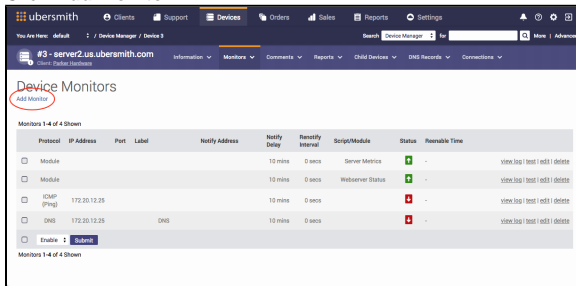 ubersmith Clients Support Devices Orders Sales Reports Settings
You Are Here: default / Device Manager / Device 3 Search Device Manager for More | Advanced
#3 - server2.us.ubersmith.com
Client: Parker Hardware
Information Monitors Comments Reports Child Devices DNS Records Connections
Device Monitors
Add Monitor
Monitors 1-4 of 4 Shown
Protocol IP Address Port Label Notify Address Notify Delay Renotify Interval Script/Module Status Reenable Time
Module 10 mins 0 secs Server Metrics - view log | test | edit | delete
Module 10 mins 0 secs Webserver Status - view log | test | edit | delete
ICMP (Ping) 172.20.12.25 10 mins 0 secs - view log | test | edit | delete
DNS 172.20.12.25 DNS 10 mins 0 secs - view log | test | edit | delete
Enable Submit
Monitors 1-4 of 4 Shown